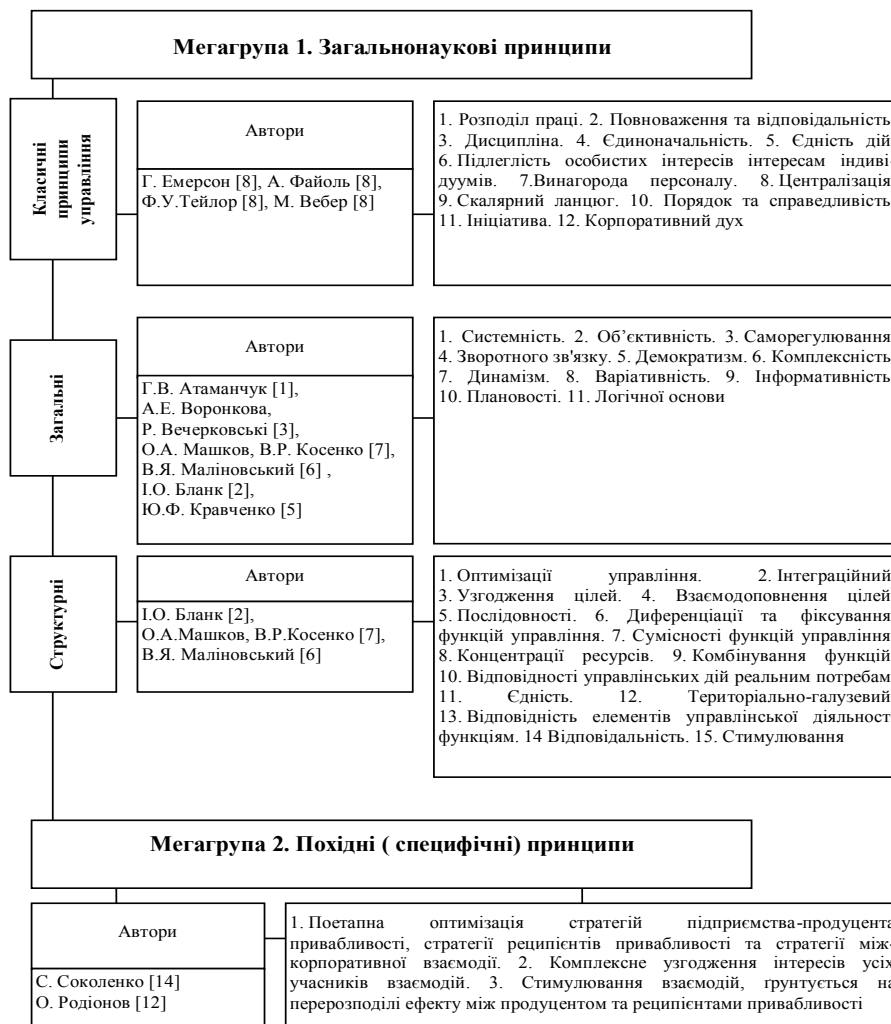 Мегагрупа 1. Загальнонаукові принципи
Класичні
принципи
управління
Автори
Г. Емерсон [8], А. Файоль [8],
Ф.У.Тейлор [8], М. Вебер [8]
1. Розподіл праці. 2. Повноваження та відповідальність
3. Дисципліна. 4. Єдиноначальність. 5. Єдність дій
6. Підлеглість особистих інтересів інтересам індиві-
дуумів. 7.Винагорода персоналу. 8. Централізація
9. Скалярний ланцюг. 10. Порядок та справедливість
11. Ініціатива. 12. Корпоративний дух
Загальні
Автори
Г.В. Атаманчук [1],
А.Е. Воронкова,
Р. Вечерковські [3],
О.А. Машков, В.Р. Косенко [7],
В.Я. Маліновський [6] ,
І.О. Бланк [2],
Ю.Ф. Кравченко [5]
1. Системність. 2. Об’єктивність. 3. Саморегулювання
4. Зворотного зв'язку. 5. Демократизм. 6. Комплексність
7. Динамізм. 8. Варіативність. 9. Інформативність
10. Плановості. 11. Логічної основи
Структурні
Автори
І.О. Бланк [2],
О.А.Машков, В.Р.Косенко [7],
В.Я. Маліновський [6]
1. Оптимізації управління. 2. Інтеграційний
3. Узгодження цілей. 4. Взаємодоповнення цілей
5. Послідовності. 6. Диференціації та фіксування
функцій управління. 7. Сумісності функцій управління
8. Концентрації ресурсів. 9. Комбінування функцій
10. Відповідності управлінських дій реальним потребам
11. Єдність. 12. Територіально-галузевий
13. Відповідність елементів управлінської діяльност
функціям. 14 Відповідальність. 15. Стимулювання
Мегагрупа 2. Похідні ( специфічні) принципи
Автори
С. Соколенко [14]
О. Родіонов [12]
1. Поетапна оптимізація стратегій підприємства-продуцента
привабливості, стратегії реципієнтів привабливості та стратегії між-
корпоративної взаємодії. 2. Комплексне узгодження інтересів усіх
учасників взаємодій. 3. Стимулювання взаємодій, ґрунтується на
перерозподілі ефекту між продуцентом та реципієнтами привабливості